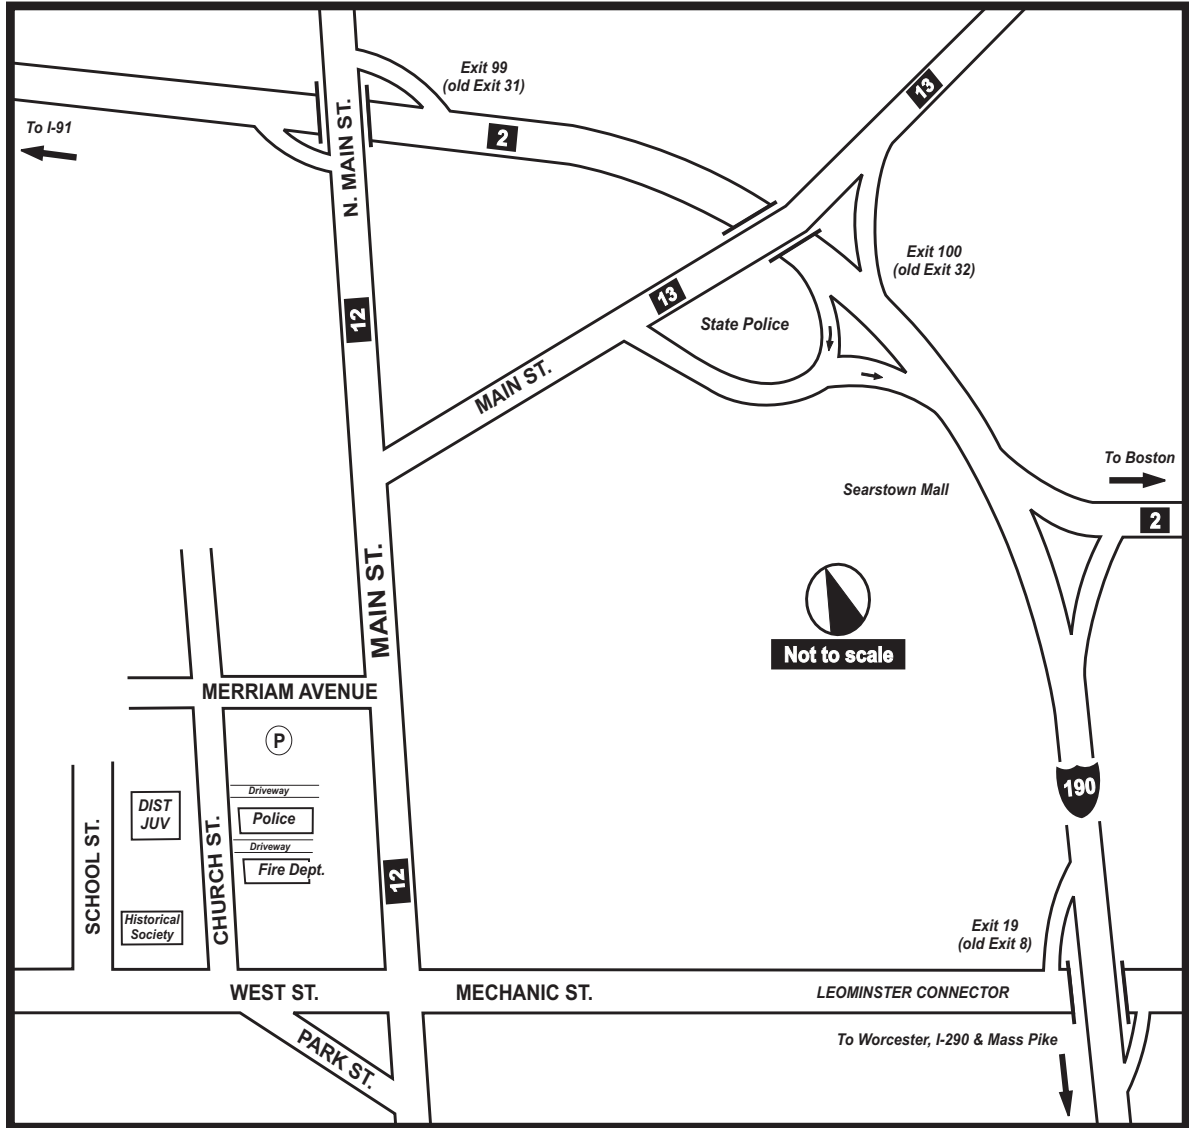 Exit 99
(old Exit 31)
13
To I-91
N. MAIN ST.
2
Exit 100
(old Exit 32)
13
12
State Police
MAIN ST.
To Boston
Searstown Mall
2
MAIN ST.
Not to scale
MERRIAM AVENUE
P
190
Driveway
DIST
JUV
Police
SCHOOL ST.
CHURCH ST.
Driveway
Fire Dept.
12
Historical
Society
Exit 19
(old Exit 8)
WEST ST.
MECHANIC ST.
LEOMINSTER CONNECTOR
PARK ST.
To Worcester, I-290 & Mass Pike